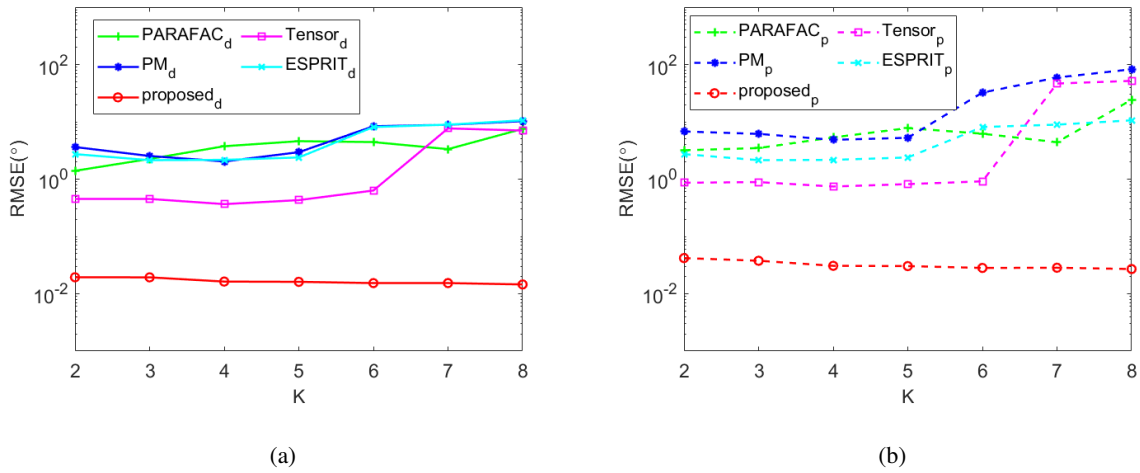 PARAFAC_d
Tensor_d
PM_d
ESPRIT_d
proposed_d
10^2
10^0
10^-2
RMSE(°)
2 3 4 5 6 7 8
K
(a)
PARAFAC_p
Tensor_p
PM_p
ESPRIT_p
proposed_p
10^2
10^0
10^-2
RMSE(°)
2 3 4 5 6 7 8
K
(b)